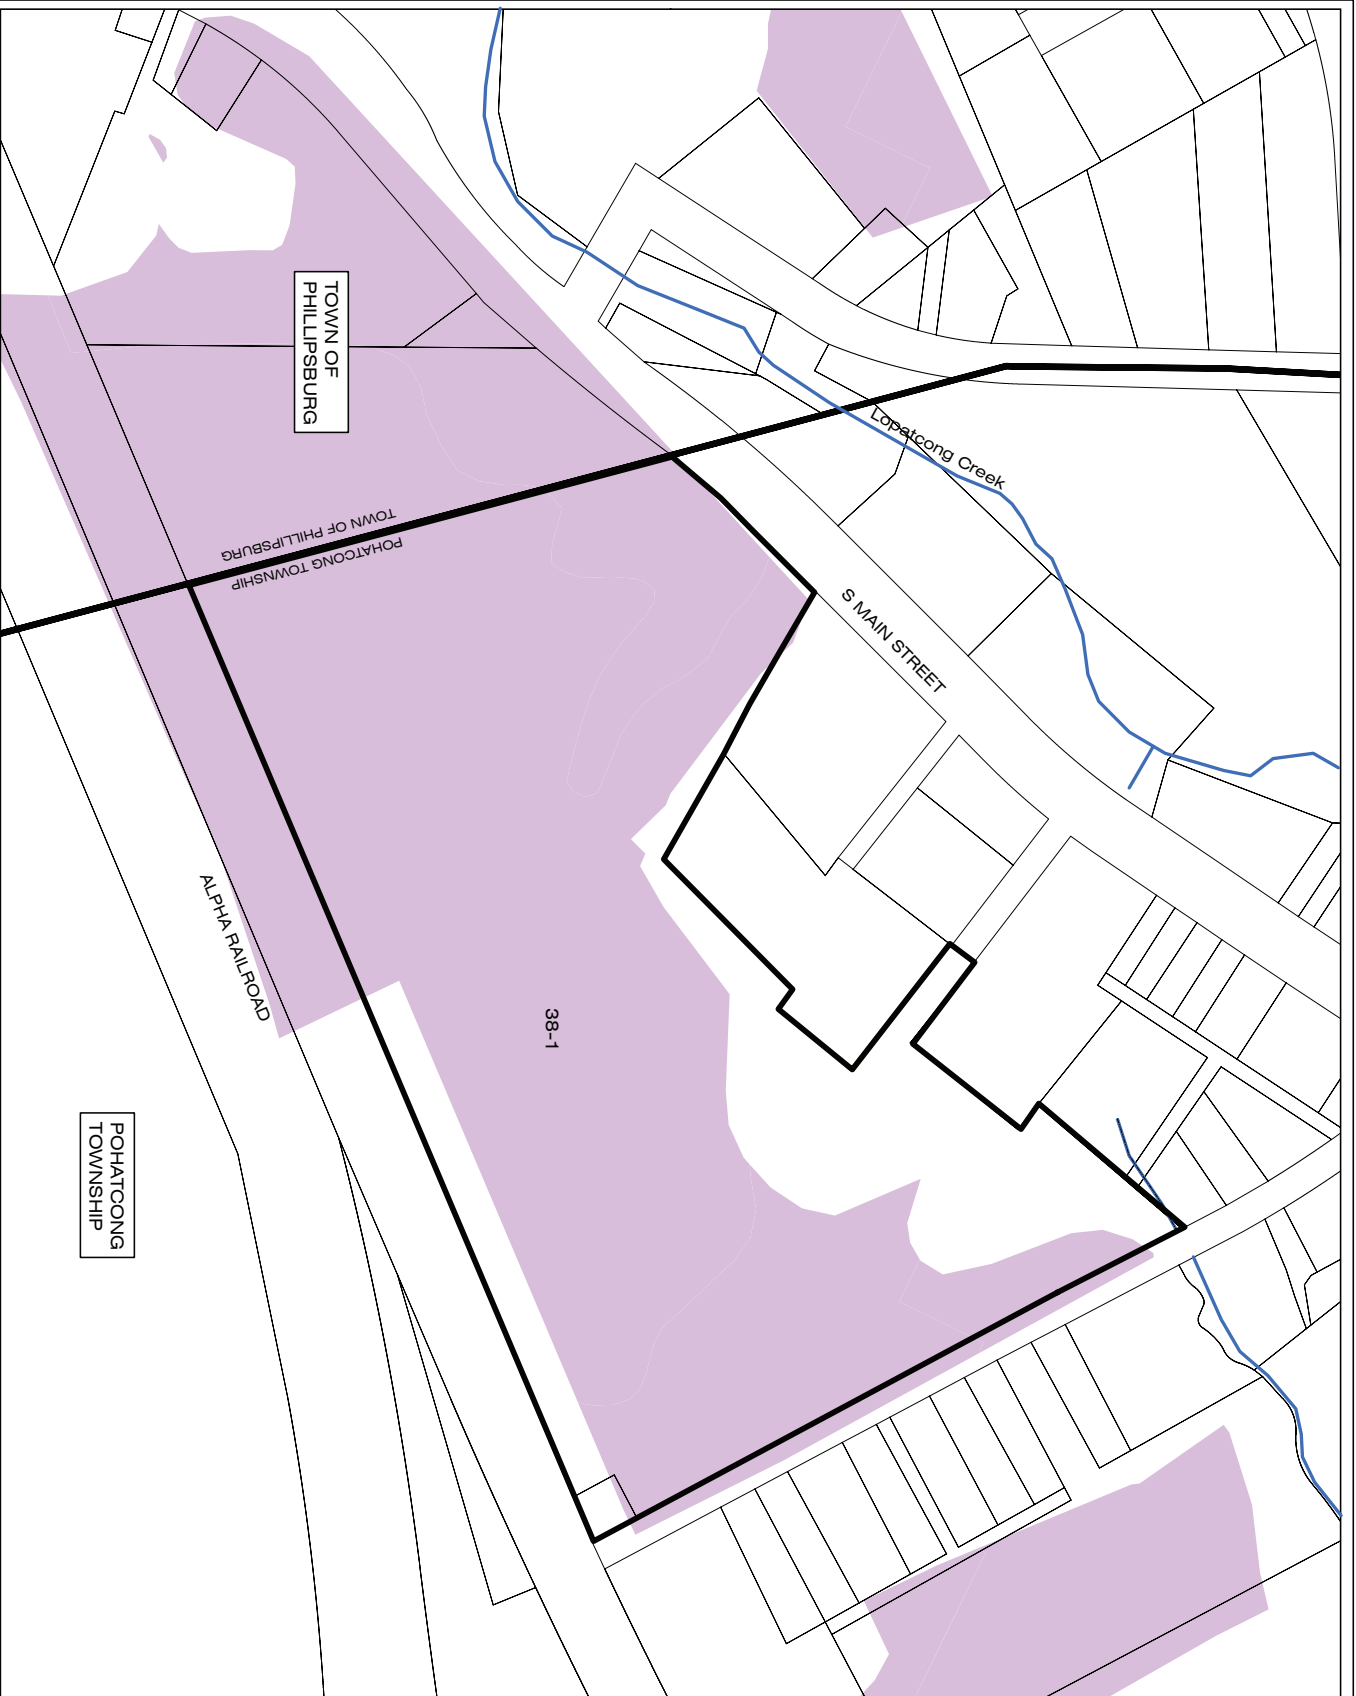 TOWN OF
PHILLIPSBURG
Lopatcong Creek
TOWN OF PHILLIPSBURG
POHATCONG TOWNSHIP
S MAIN STREET
ALPHA RAILROAD
38-1
POHATCONG
TOWNSHIP